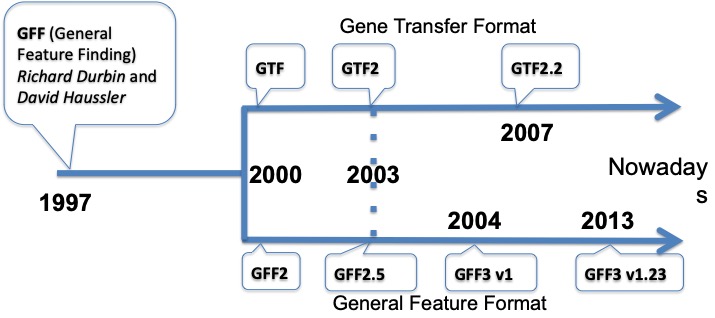 GFF (General
Feature Finding)
Richard Durbin and
David Haussler
Gene Transfer Format
GTF
GTF2
GTF2.2
2007
1997
2000
2003
Nowaday
s
2004
2013
GFF2
GFF2.5
GFF3 v1
GFF3 v1.23
General Feature Format